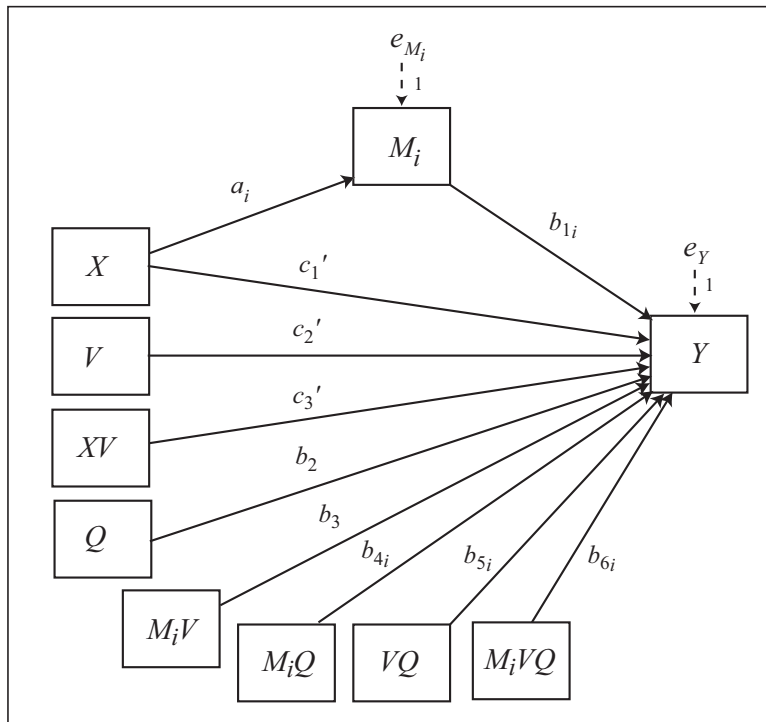 e_{M_i}
1
M_i
a_i
b_{1i}
X
c_1′
e_Y
1
V
c_2′
Y
XV
c_3′
b_2
Q
b_3
b_{4i}
b_{5i}
b_{6i}
M_iV
M_iQ
VQ
M_iVQ